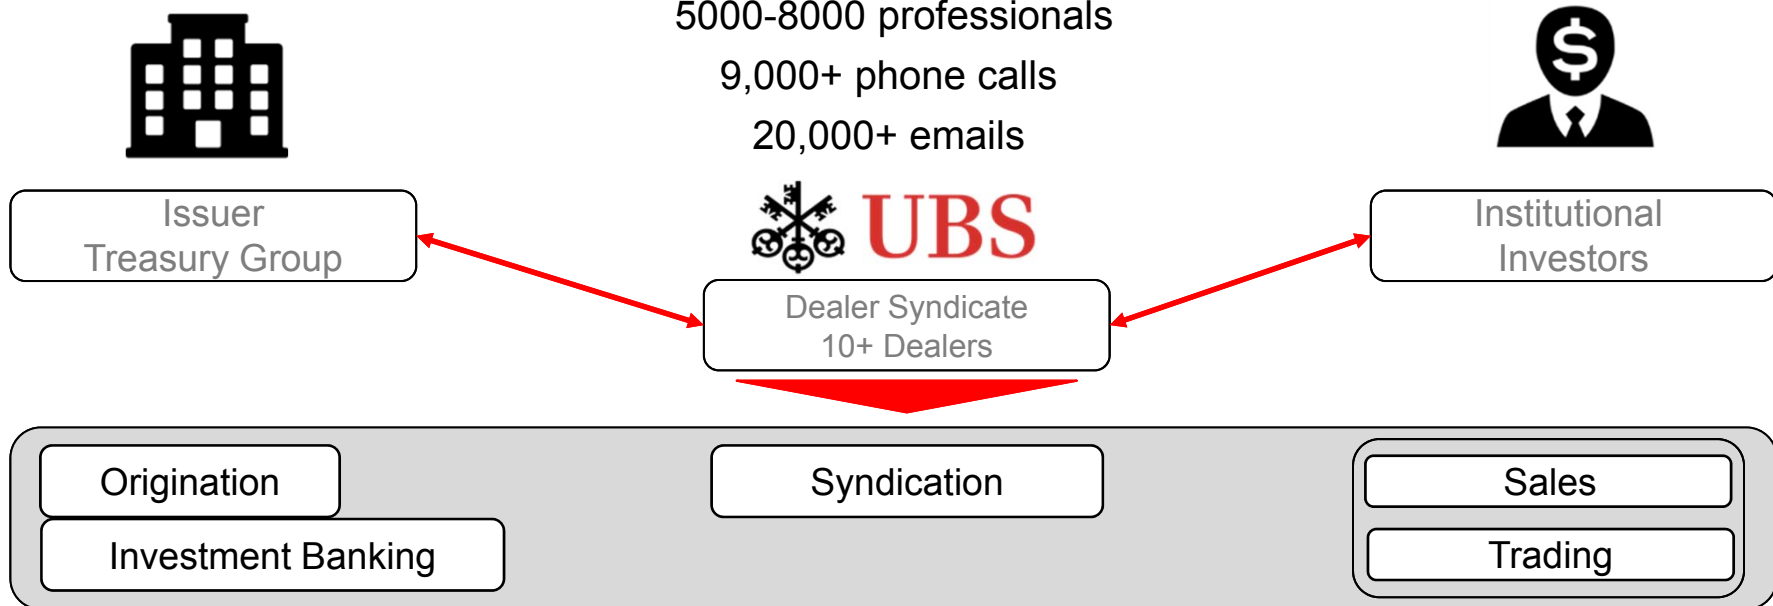 5000-8000 professionals
9,000+ phone calls
20,000+ emails
$
Issuer
Treasury Group
UBS
Institutional
Investors
Dealer Syndicate
10+ Dealers
Origination
Investment Banking
Syndication
Sales
Trading